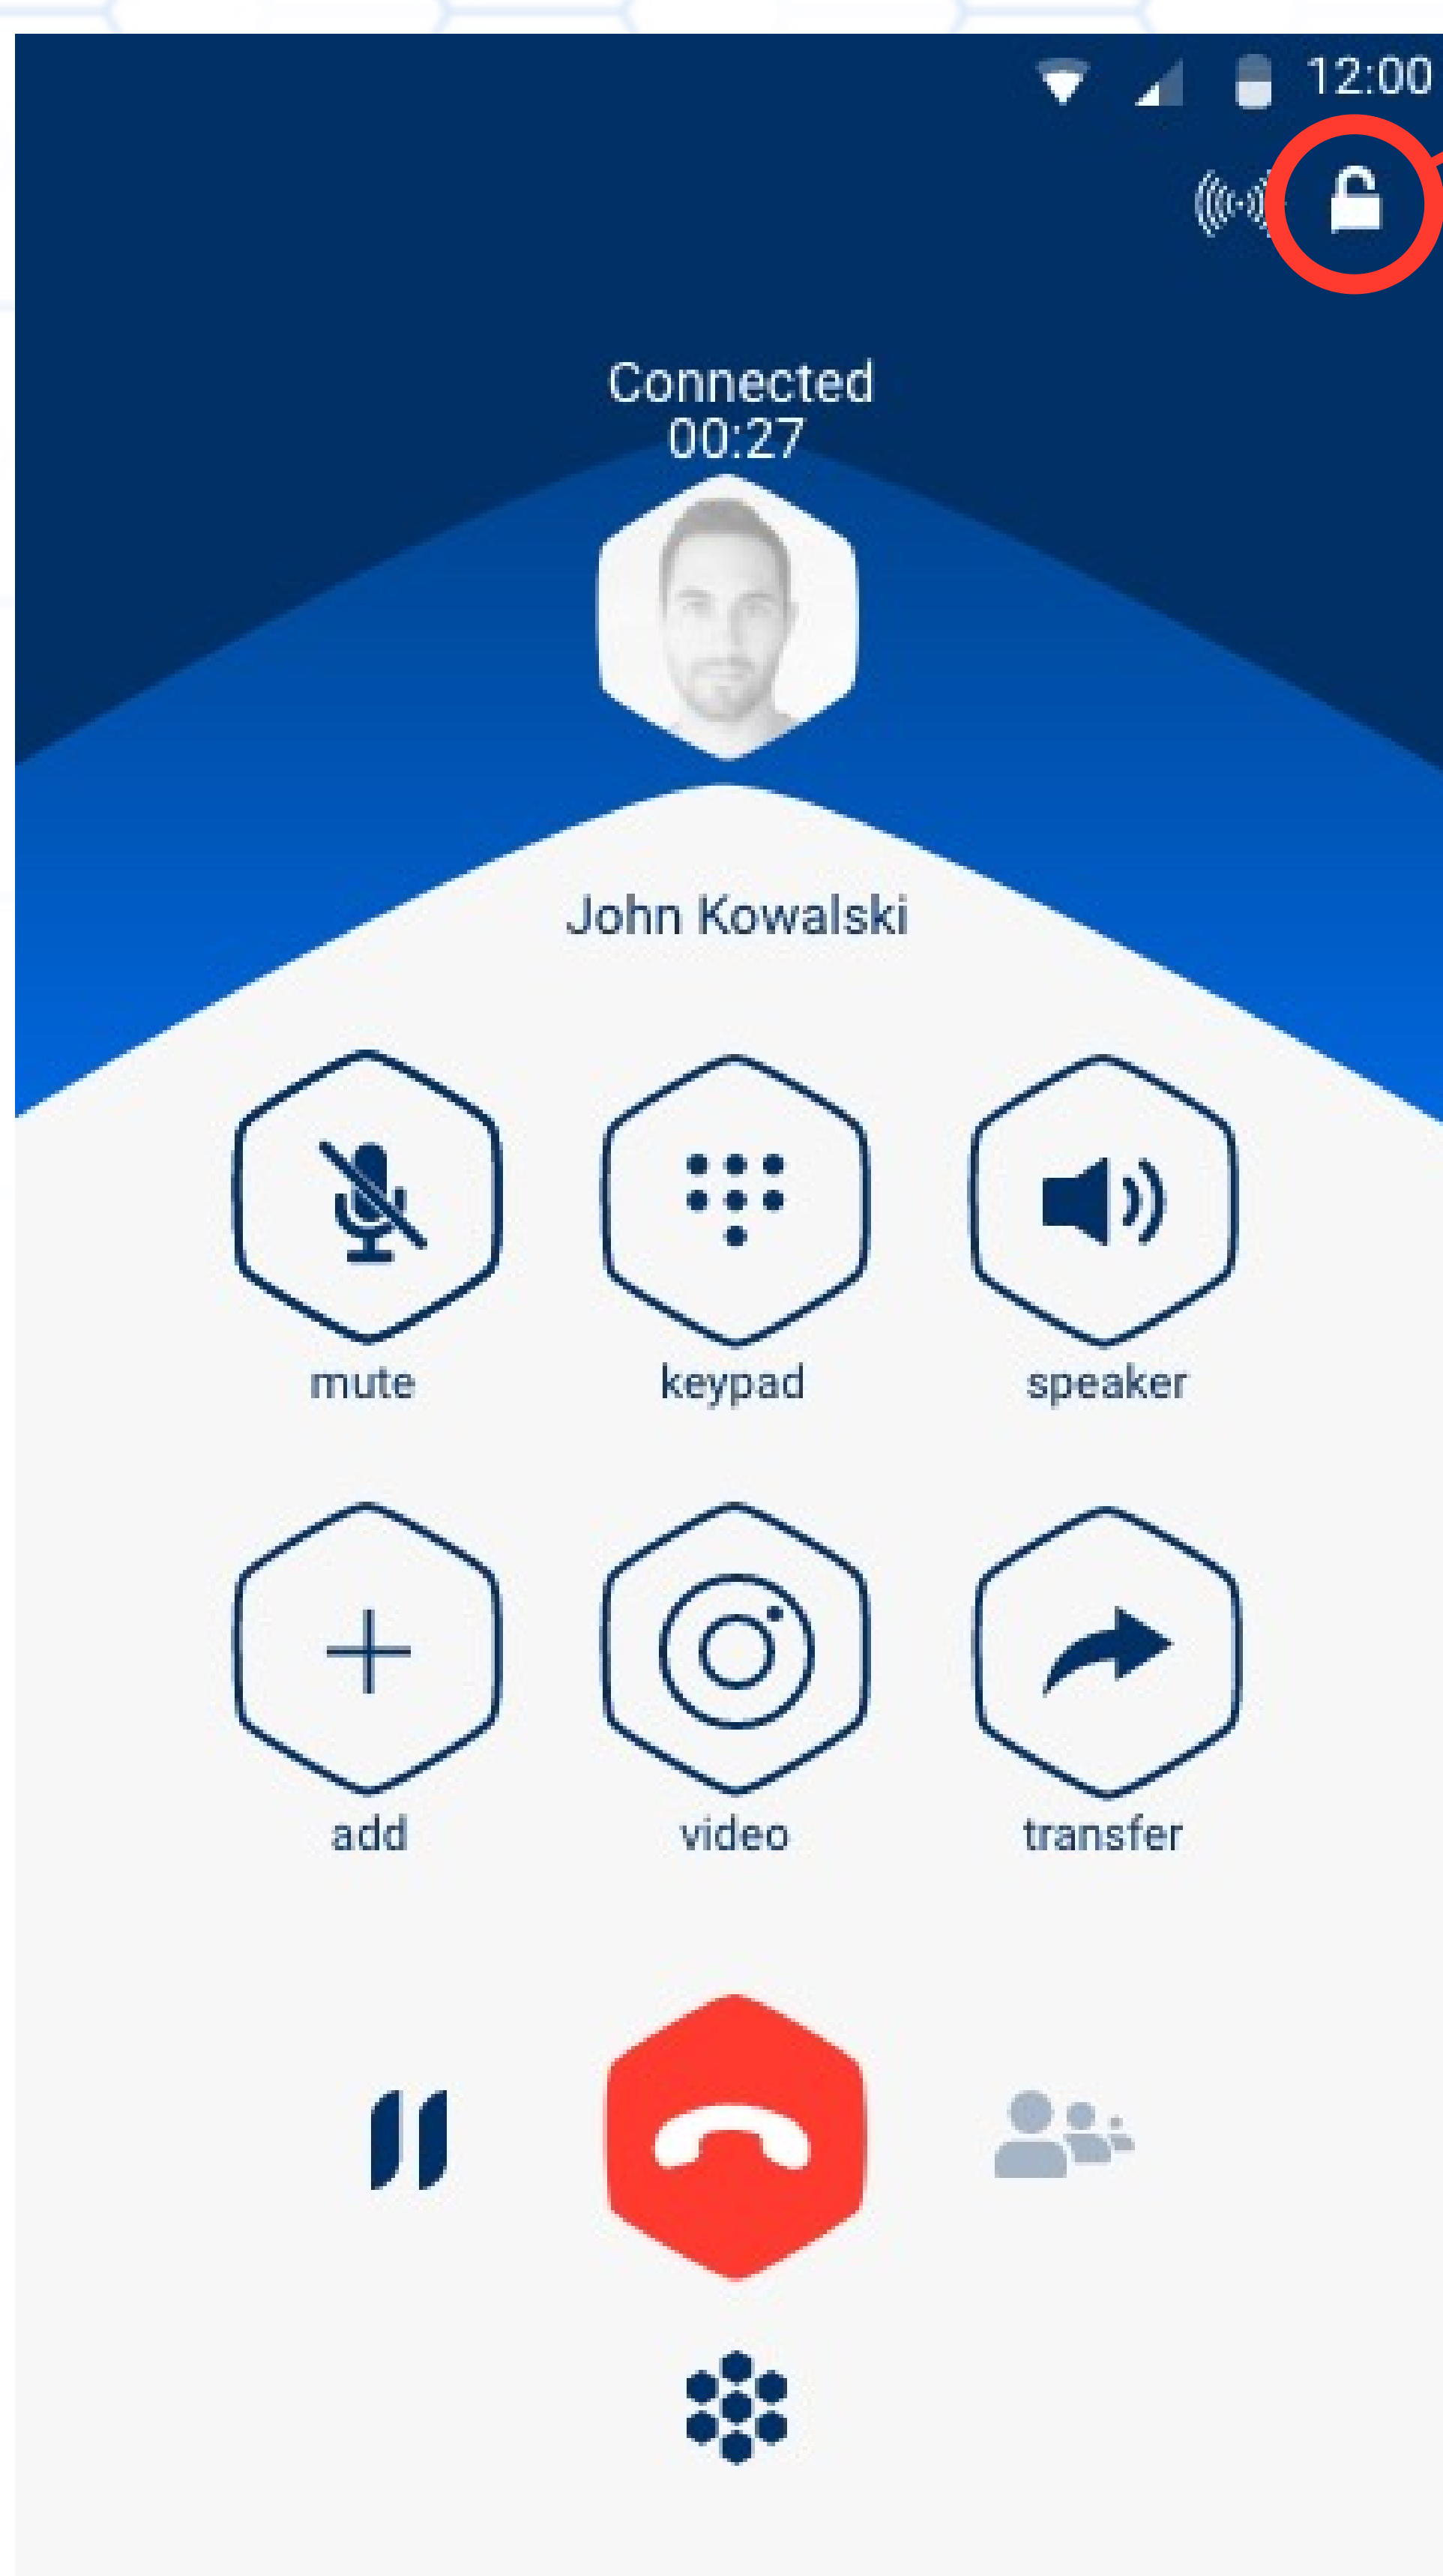 12:00
Connected
00:27
John Kowalski
mute keypad speaker
add video transfer